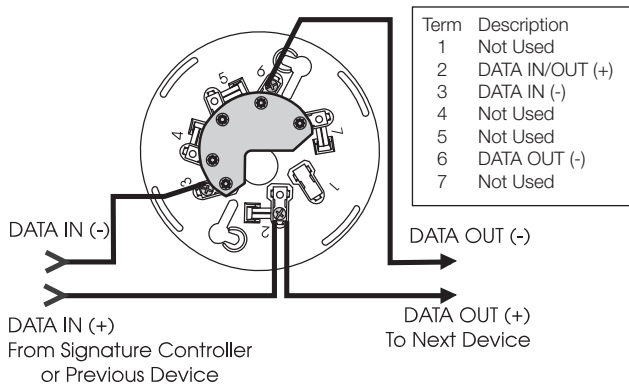 Term Description
1 Not Used
2 DATA IN/OUT (+)
3 DATA IN (-)
4 Not Used
5 Not Used
6 DATA OUT (-)
7 Not Used
5
6
4
7
3
1
2
DATA IN (-)
DATA OUT (-)
DATA IN (+)
From Signature Controller
or Previous Device
DATA OUT (+)
To Next Device